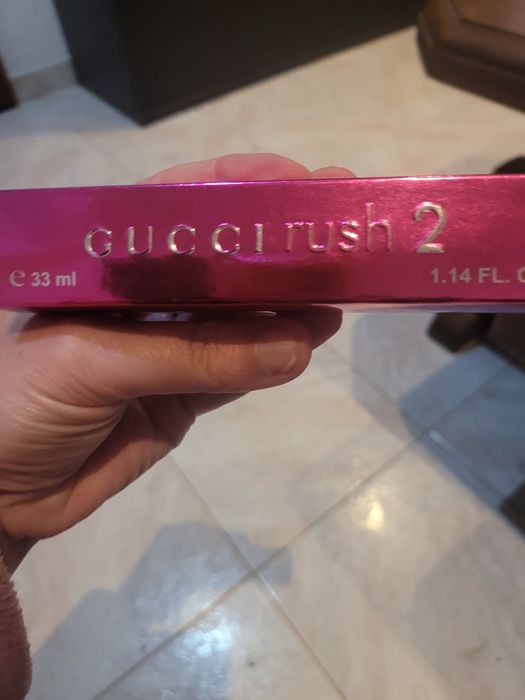 GUCCI rush 2
e 33 ml
1.14 FL.